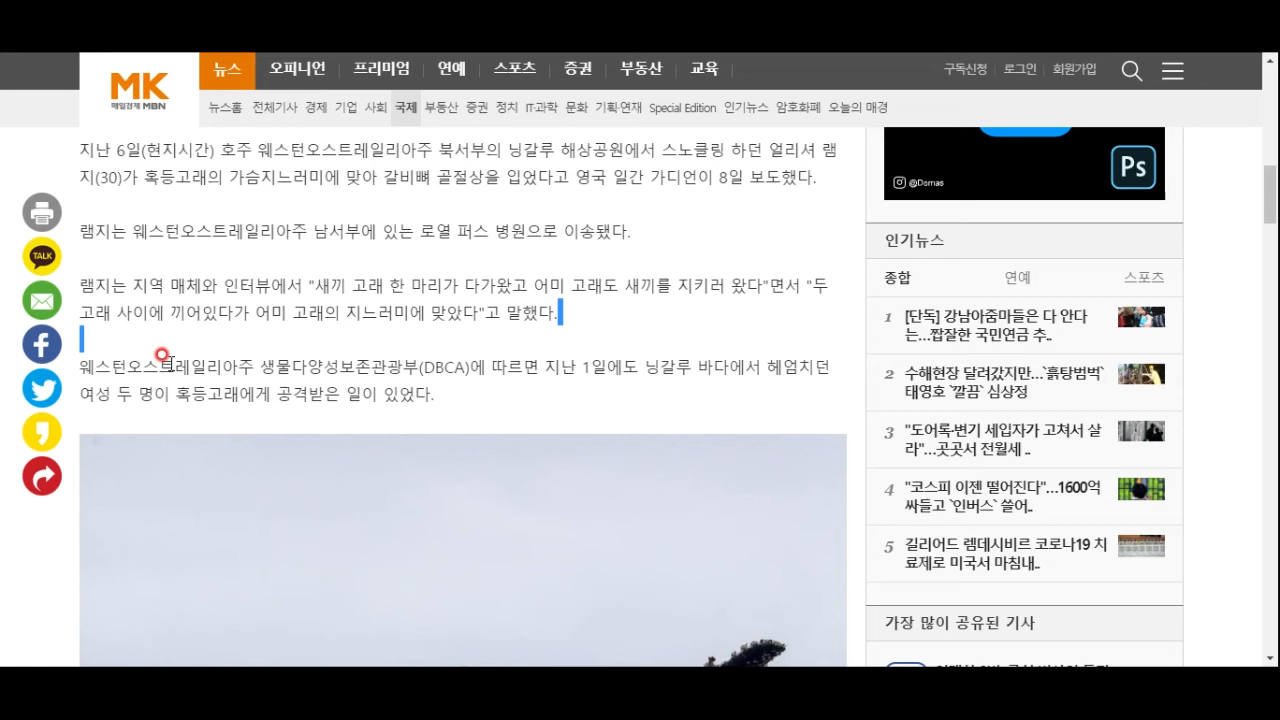 MK
매일경제 MBN
뉴스 오피니언 프리미엄 연예 스포츠 증권 부동산 교육
구독신청 로그인 회원가입
뉴스홈 전체기사 경제 기업 사회 국제 부동산 증권 정치 IT·과학 문화 기획·연재 Special Edition 인기뉴스 암호화폐 오늘의 매경
지난 6일(현지시간) 호주 웨스턴오스트레일리아주 북서부의 닝갈루 해상공원에서 스노클링 하던 얼리셔 램
지(30)가 혹등고래의 가슴지느러미에 맞아 갈비뼈 골절상을 입었다고 영국 일간 가디언이 8일 보도했다.
램지는 웨스턴오스트레일리아주 남서부에 있는 로열 퍼스 병원으로 이송됐다.
램지는 지역 매체와 인터뷰에서 "새끼 고래 한 마리가 다가왔고 어미 고래도 새끼를 지키러 왔다"면서 "두
고래 사이에 끼어있다가 어미 고래의 지느러미에 맞았다"고 말했다.
웨스턴오스트레일리아주 생물다양성보존관광부(DBCA)에 따르면 지난 1일에도 닝갈루 바다에서 헤엄치던
여성 두 명이 혹등고래에게 공격받은 일이 있었다.
TALK
Ps
@Dornas
인기뉴스
종합 연예 스포츠
1 [단독] 강남아줌마들은 다 안다
는...짭잘한 국민연금 추..
2 수해현장 달려갔지만...`흙탕범벅`
태영호 `깔끔` 심상정
3 "도어록·변기 세입자가 고쳐서 살
라"...곳곳서 전월세 ..
4 "코스피 이젠 떨어진다"...1600억
싸들고 `인버스` 쓸어..
5 길리어드 렘데시비르 코로나19 치
료제로 미국서 마침내..
가장 많이 공유된 기사